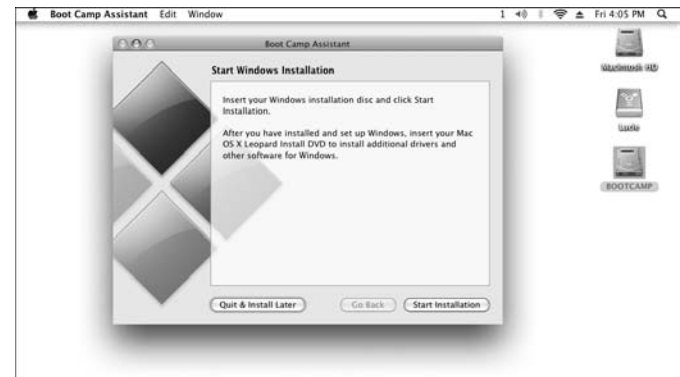 Boot Camp Assistant Edit Window 1 Fri 4:05 PM
Boot Camp Assistant
Start Windows Installation
Insert your Windows installation disc and click Start
Installation.
After you have installed and set up Windows, insert your Mac
OS X Leopard Install DVD to install additional drivers and
other software for Windows.
Quit & Install Later Go Back Start Installation
Macintosh HD
BOOTCAMP